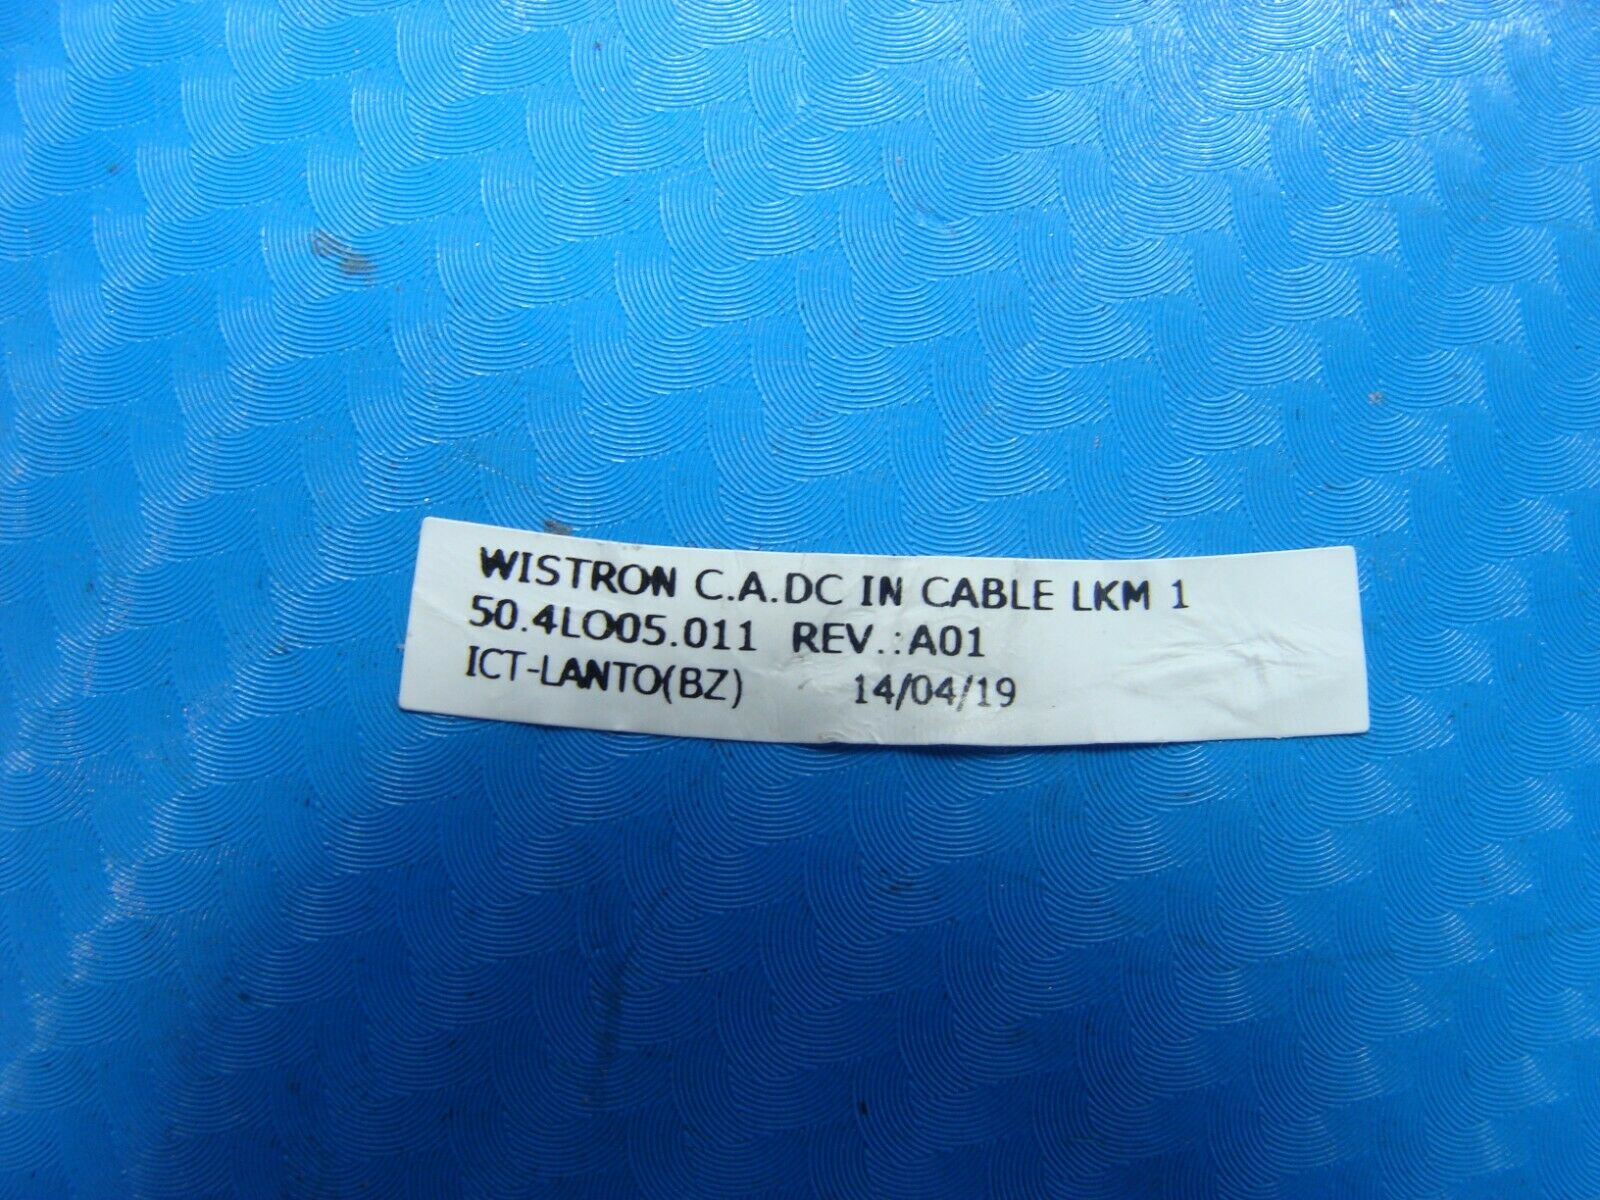 WISTRON C.A.DC IN CABLE LKM 1
50.4LO05.011 REV.:A01
ICT-LANTO(BZ) 14/04/19